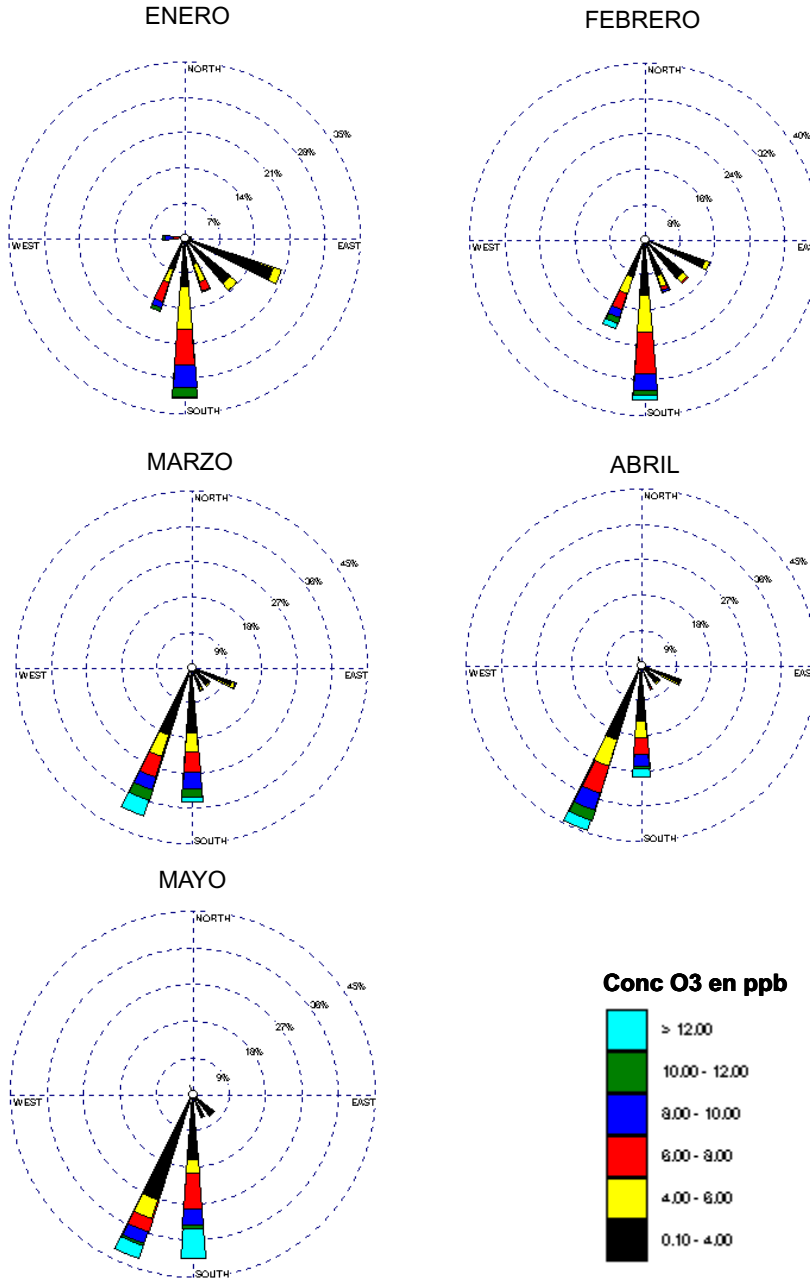 ENERO
NORTH
35%
28%
21%
14%
7%
WEST
EAST
SOUTH
FEBRERO
NORTH
40%
32%
24%
16%
8%
WEST
SOUTH
MARZO
NORTH
45%
36%
27%
18%
9%
WEST
EAST
SOUTH
ABRIL
NORTH
45%
36%
27%
18%
9%
WEST
SOUTH
MAYO
NORTH
45%
36%
27%
18%
9%
WEST
EAST
SOUTH
Conc O3 en ppb
> 12.00
10.00 - 12.00
8.00 - 10.00
6.00 - 8.00
4.00 - 6.00
0.10 - 4.00